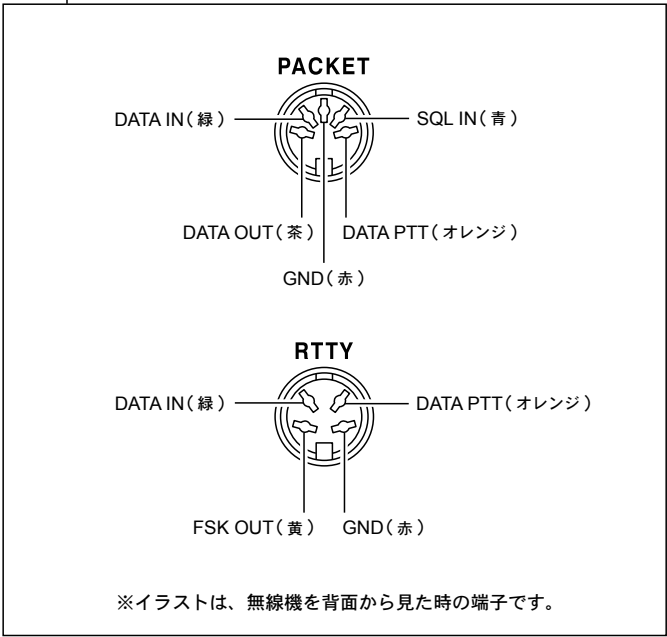 PACKET
DATA IN（緑） SQL IN（青）
DATA OUT（茶） DATA PTT（オレンジ）
GND（赤）
RTTY
DATA IN（緑） DATA PTT（オレンジ）
FSK OUT（黄） GND（赤）
※イラストは、無線機を背面から見た時の端子です。